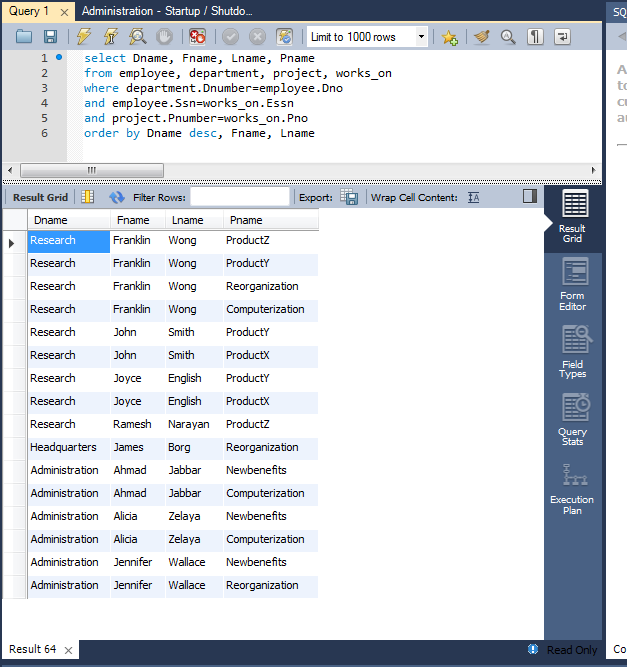 Query 1 × Administration - Startup / Shutdo... SQ
Limit to 1000 rows
1 select Dname, Fname, Lname, Pname
2 from employee, department, project, works_on
3 where department.Dnumber=employee.Dno
4 and employee.Ssn=works_on.Essn
5 and project.Pnumber=works_on.Pno
6 order by Dname desc, Fname, Lname
A
to
cu
au
Result Grid Filter Rows: Export: Wrap Cell Content:
Dname Fname Lname Pname
Research Franklin Wong ProductZ
Research Franklin Wong ProductY
Research Franklin Wong Reorganization
Research Franklin Wong Computerization
Research John Smith ProductY
Research John Smith ProductX
Research Joyce English ProductY
Research Joyce English ProductX
Research Ramesh Narayan ProductZ
Headquarters James Borg Reorganization
Administration Ahmad Jabbar Newbenefits
Administration Ahmad Jabbar Computerization
Administration Alicia Zelaya Newbenefits
Administration Alicia Zelaya Computerization
Administration Jennifer Wallace Newbenefits
Administration Jennifer Wallace Reorganization
Result
Grid
Form
Editor
Field
Types
Query
Stats
Execution
Plan
Result 64 × Read Only Co